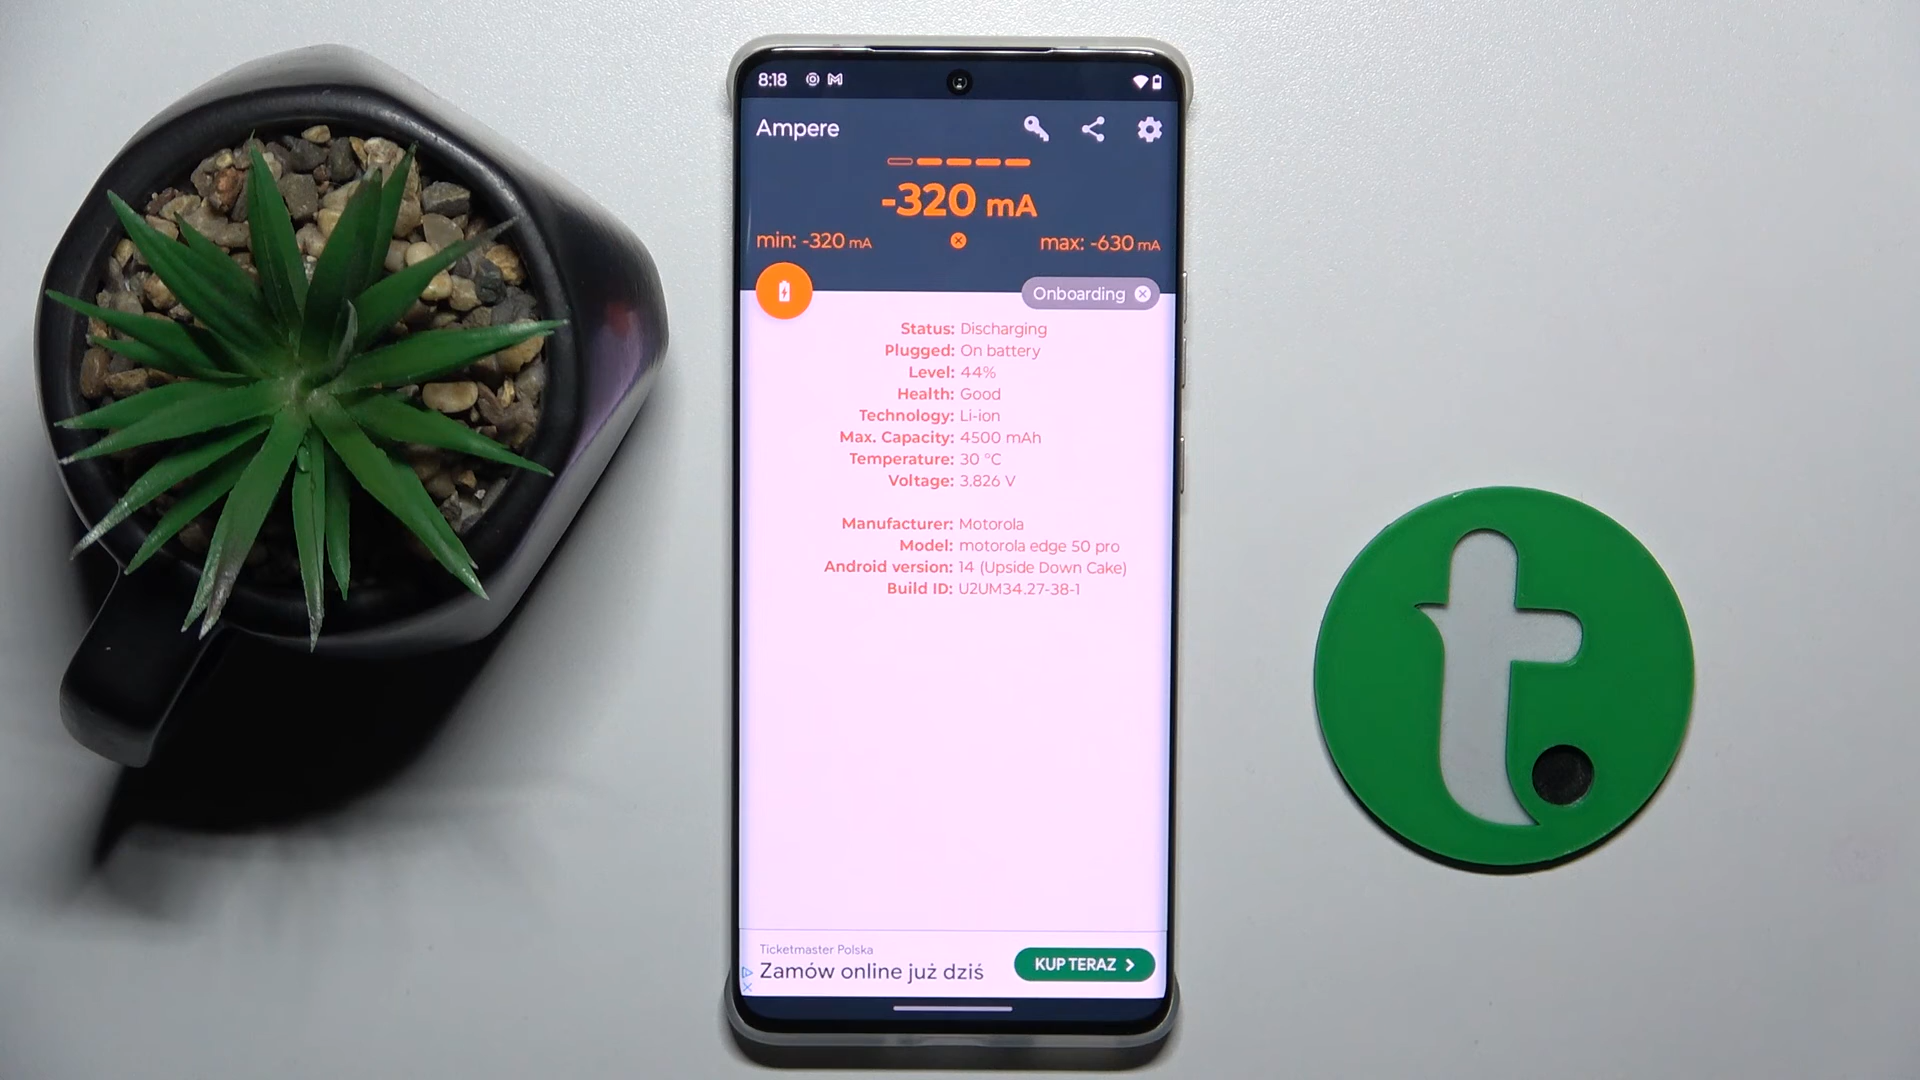 8:18
Ampere
-320 mA
min: -320 mA
max: -630 mA
Onboarding
Status: Discharging
Plugged: On battery
Level: 44%
Health: Good
Technology: Li-ion
Max. Capacity: 4500 mAh
Temperature: 30 °C
Voltage: 3.826 V
Manufacturer: Motorola
Model: motorola edge 50 pro
Android version: 14 (Upside Down Cake)
Build ID: U2UM34.27-38-1
Ticketmaster Polska
Zamów online już dziś
KUP TERAZ
t.